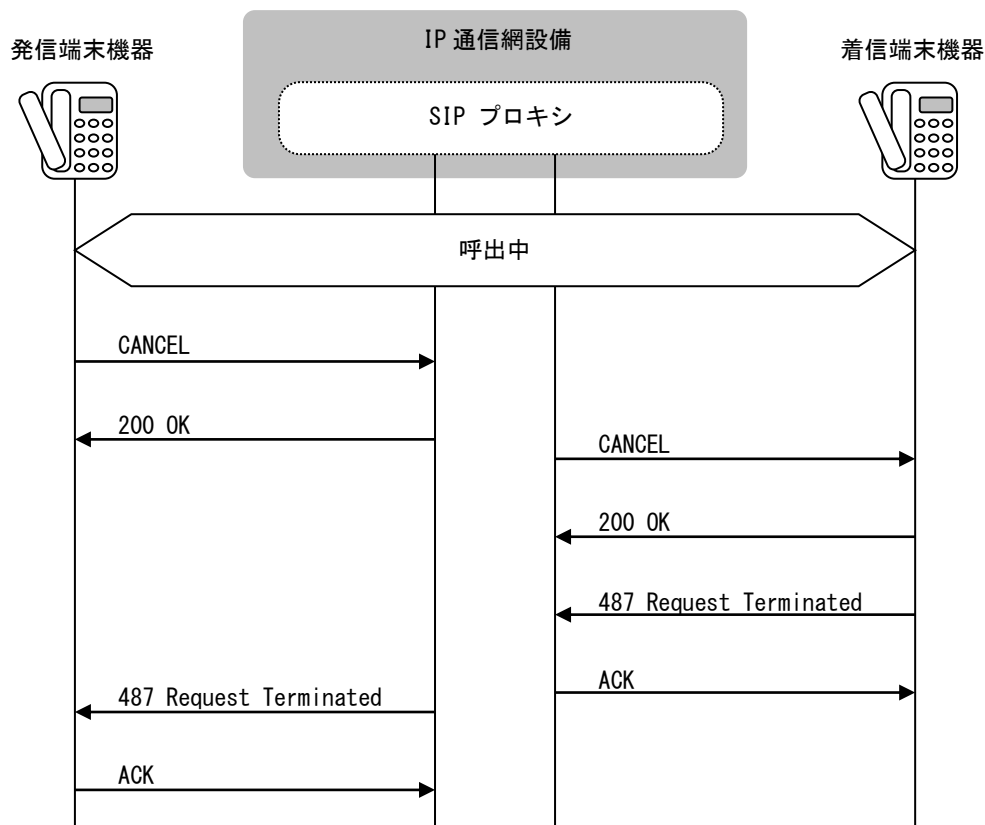 IP通信網設備
発信端末機器
着信端末機器
SIP プロキシ
呼出中
CANCEL
200 OK
CANCEL
200 OK
487 Request Terminated
ACK
487 Request Terminated
ACK